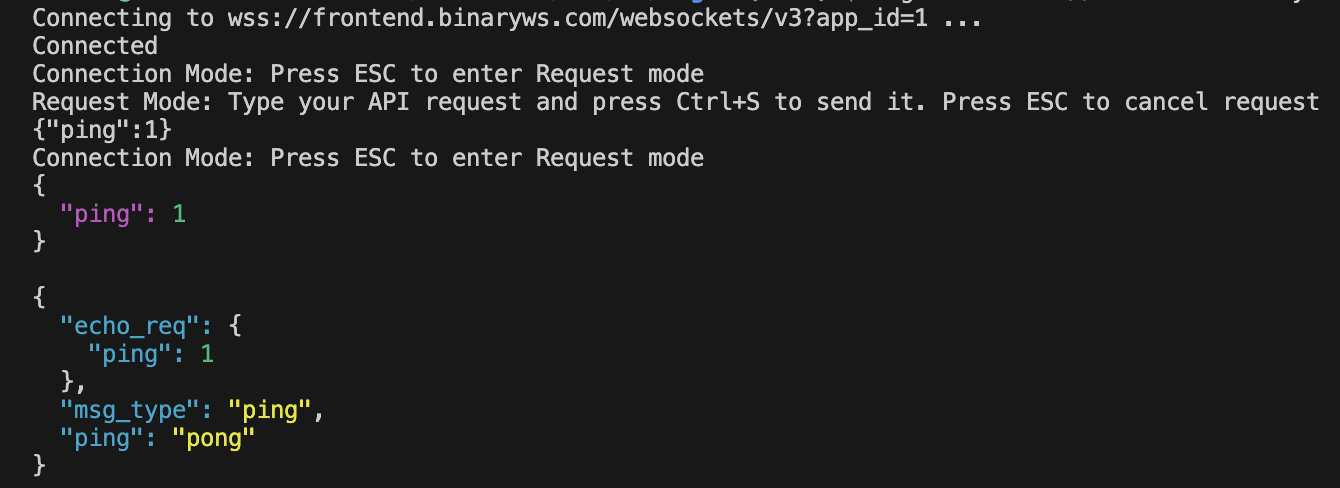 Connecting to wss://frontend.binaryws.com/websockets/v3?app_id=1 ...
Connected
Connection Mode: Press ESC to enter Request mode
Request Mode: Type your API request and press Ctrl+S to send it. Press ESC to cancel request
{"ping":1}
Connection Mode: Press ESC to enter Request mode
{
  "ping": 1
}

{
  "echo_req": {
    "ping": 1
  },
  "msg_type": "ping",
  "ping": "pong"
}